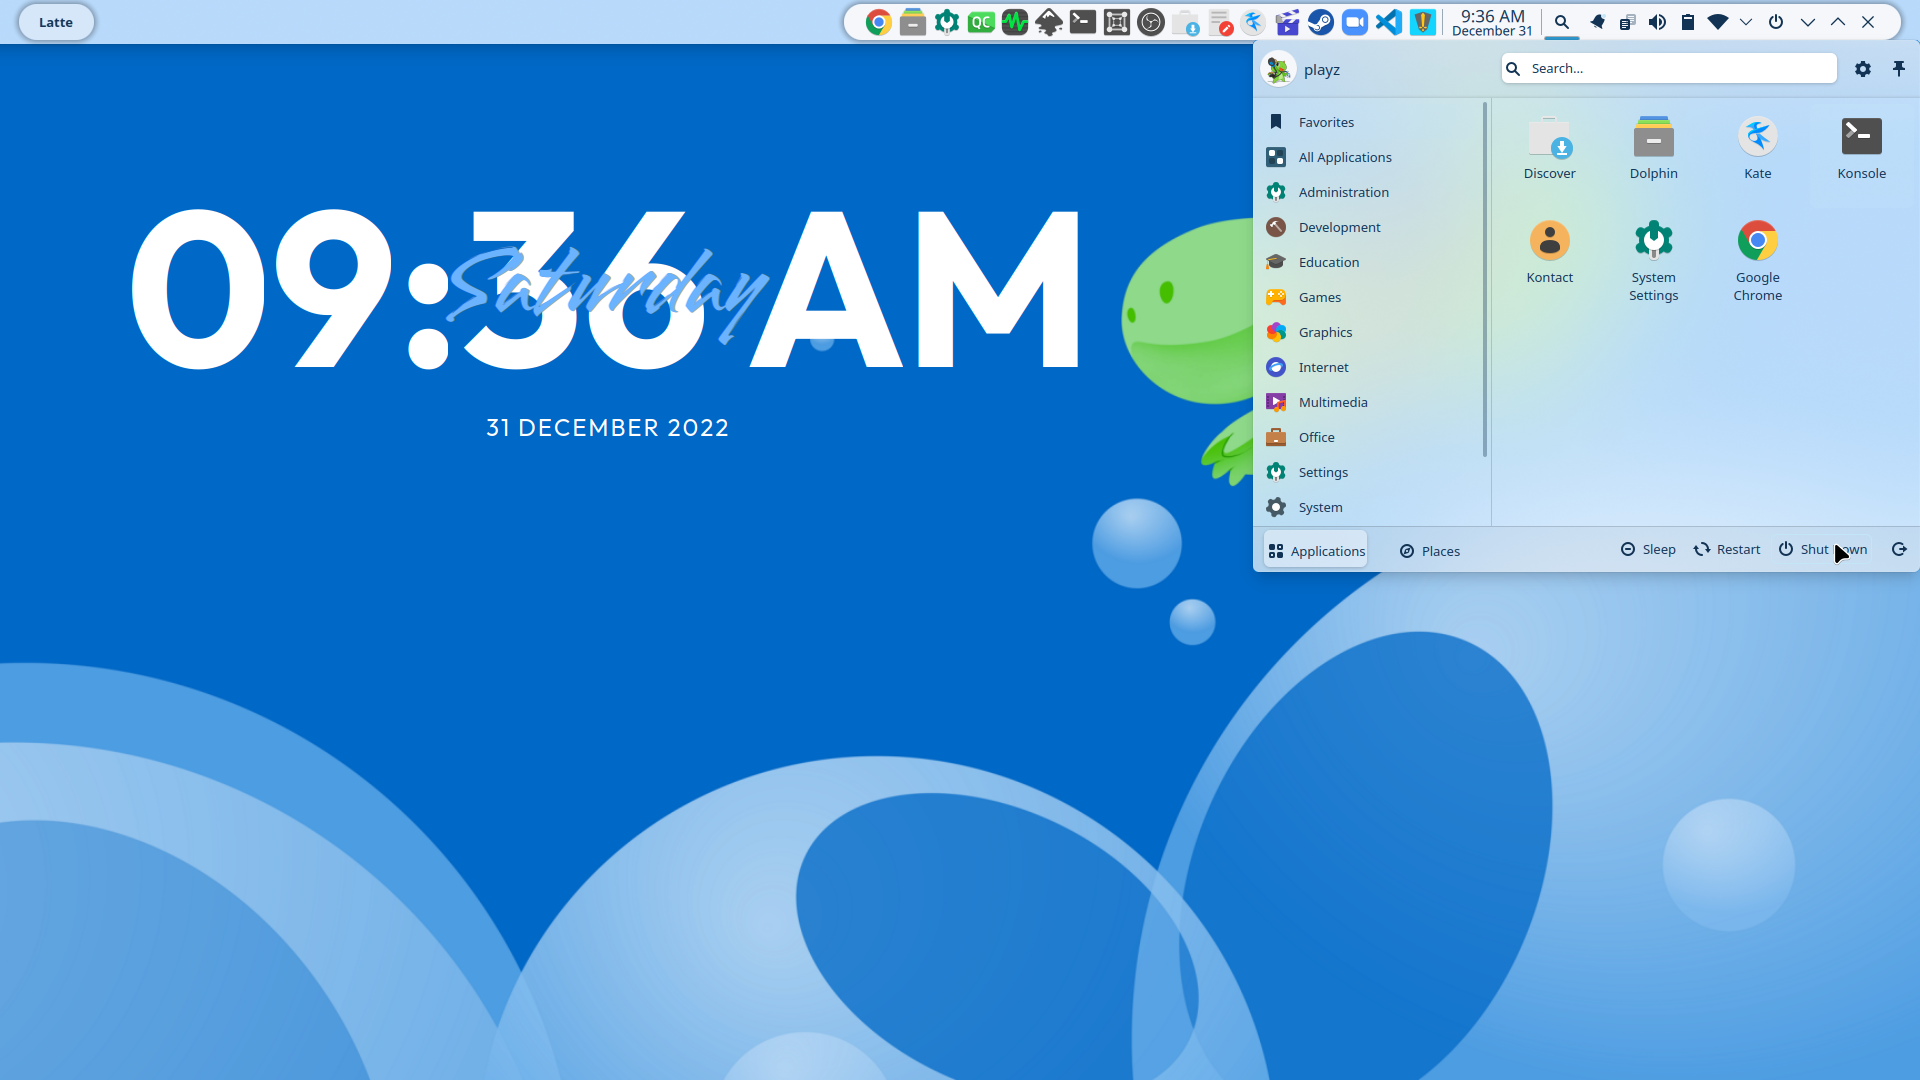 Latte
QC
9:36 AM
December 31
playz
Search...
Favorites
All Applications
Administration
Development
Education
Games
Graphics
Internet
Multimedia
Office
Settings
System
Discover
Dolphin
Kate
Konsole
Kontact
System
Settings
Google
Chrome
Applications
Places
Sleep
Restart
Shut Down
09:36 AM
Saturday
31 DECEMBER 2022